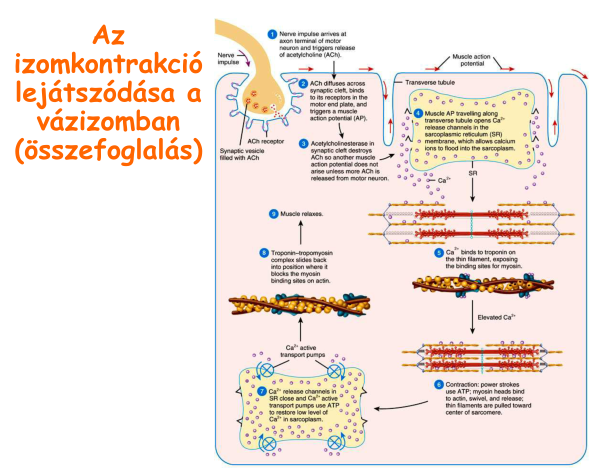 Az
izomkontrakció
lejátszódása a
vázizomban
(összefoglalás)
1 Nerve impulse arrives at
axon terminal of motor
neuron and triggers release
of acetylcholine (ACh).
Nerve
impulse
Muscle action
potential
Transverse tubule
2 ACh diffuses across
synaptic cleft, binds
to its receptors in the
motor end plate, and
triggers a muscle
action potential (AP).
ACh receptor
Synaptic vesicle
filled with ACh
3 Acetylcholinesterase in
synaptic cleft destroys
ACh so another muscle
action potential does not
arise unless more ACh is
released from motor neuron.
4 Muscle AP travelling along
transverse tubule opens Ca2+
release channels in the
sarcoplasmic reticulum (SR)
membrane, which allows calcium
ions to flood into the sarcoplasm.
SR
Ca2+
5 Ca2+ binds to troponin on
the thin filament, exposing
the binding sites for myosin.
Elevated Ca2+
6 Contraction: power strokes
use ATP; myosin heads bind
to actin, swivel, and release;
thin filaments are pulled toward
center of sarcomere.
7 Ca2+ release channels in
SR close and Ca2+ active
transport pumps use ATP
to restore low level of
Ca2+ in sarcoplasm.
Ca2+ active
transport pumps
8 Troponin–tropomyosin
complex slides back
into position where it
blocks the myosin
binding sites on actin.
9 Muscle relaxes.